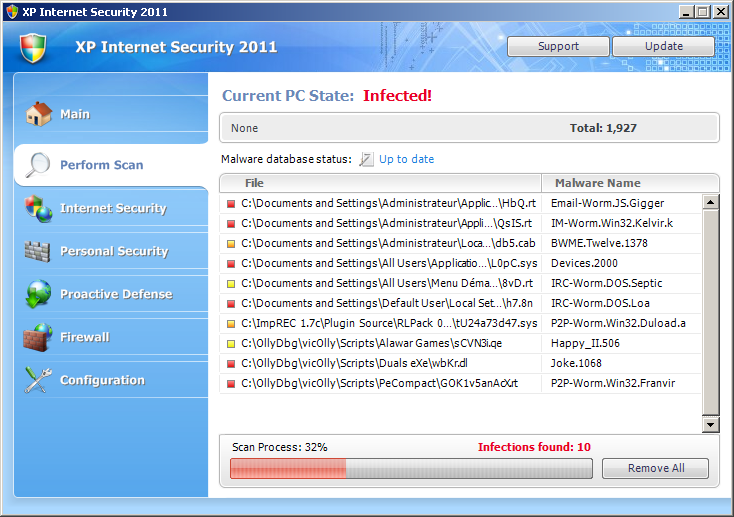 XP Internet Security 2011
XP Internet Security 2011
Support
Update
Main
Perform Scan
Internet Security
Personal Security
Proactive Defense
Firewall
Configuration
Current PC State: Infected!
None Total: 1,927
Malware database status: Up to date
File Malware Name
C:\Documents and Settings\Administrateur\Applic...\HbQ.rt Email-Worm.JS.Gigger
C:\Documents and Settings\Administrateur\Appli...\QsIS.rt IM-Worm.Win32.Kelvir.k
C:\Documents and Settings\Administrateur\Loca...\db5.cab BWME.Twelve.1378
C:\Documents and Settings\All Users\Applicatio...\L0pC.sys Devices.2000
C:\Documents and Settings\All Users\Menu Déma...\8vD.rt IRC-Worm.DOS.Septic
C:\Documents and Settings\Default User\Local Set...\h7.8n IRC-Worm.DOS.Loa
C:\ImpREC 1.7c\Plugin Source\RLPack 0...\tU24a73d47.sys P2P-Worm.Win32.Duload.a
C:\OllyDbg\vicOlly\Scripts\Alawar Games\sCVN3i.qe Happy_II.506
C:\OllyDbg\vicOlly\Scripts\Duals eXe\wbKr.dl Joke.1068
C:\OllyDbg\vicOlly\Scripts\PeCompact\GOK1v5anAoX.rt P2P-Worm.Win32.Franvir
Scan Process: 32% Infections found: 10
Remove All